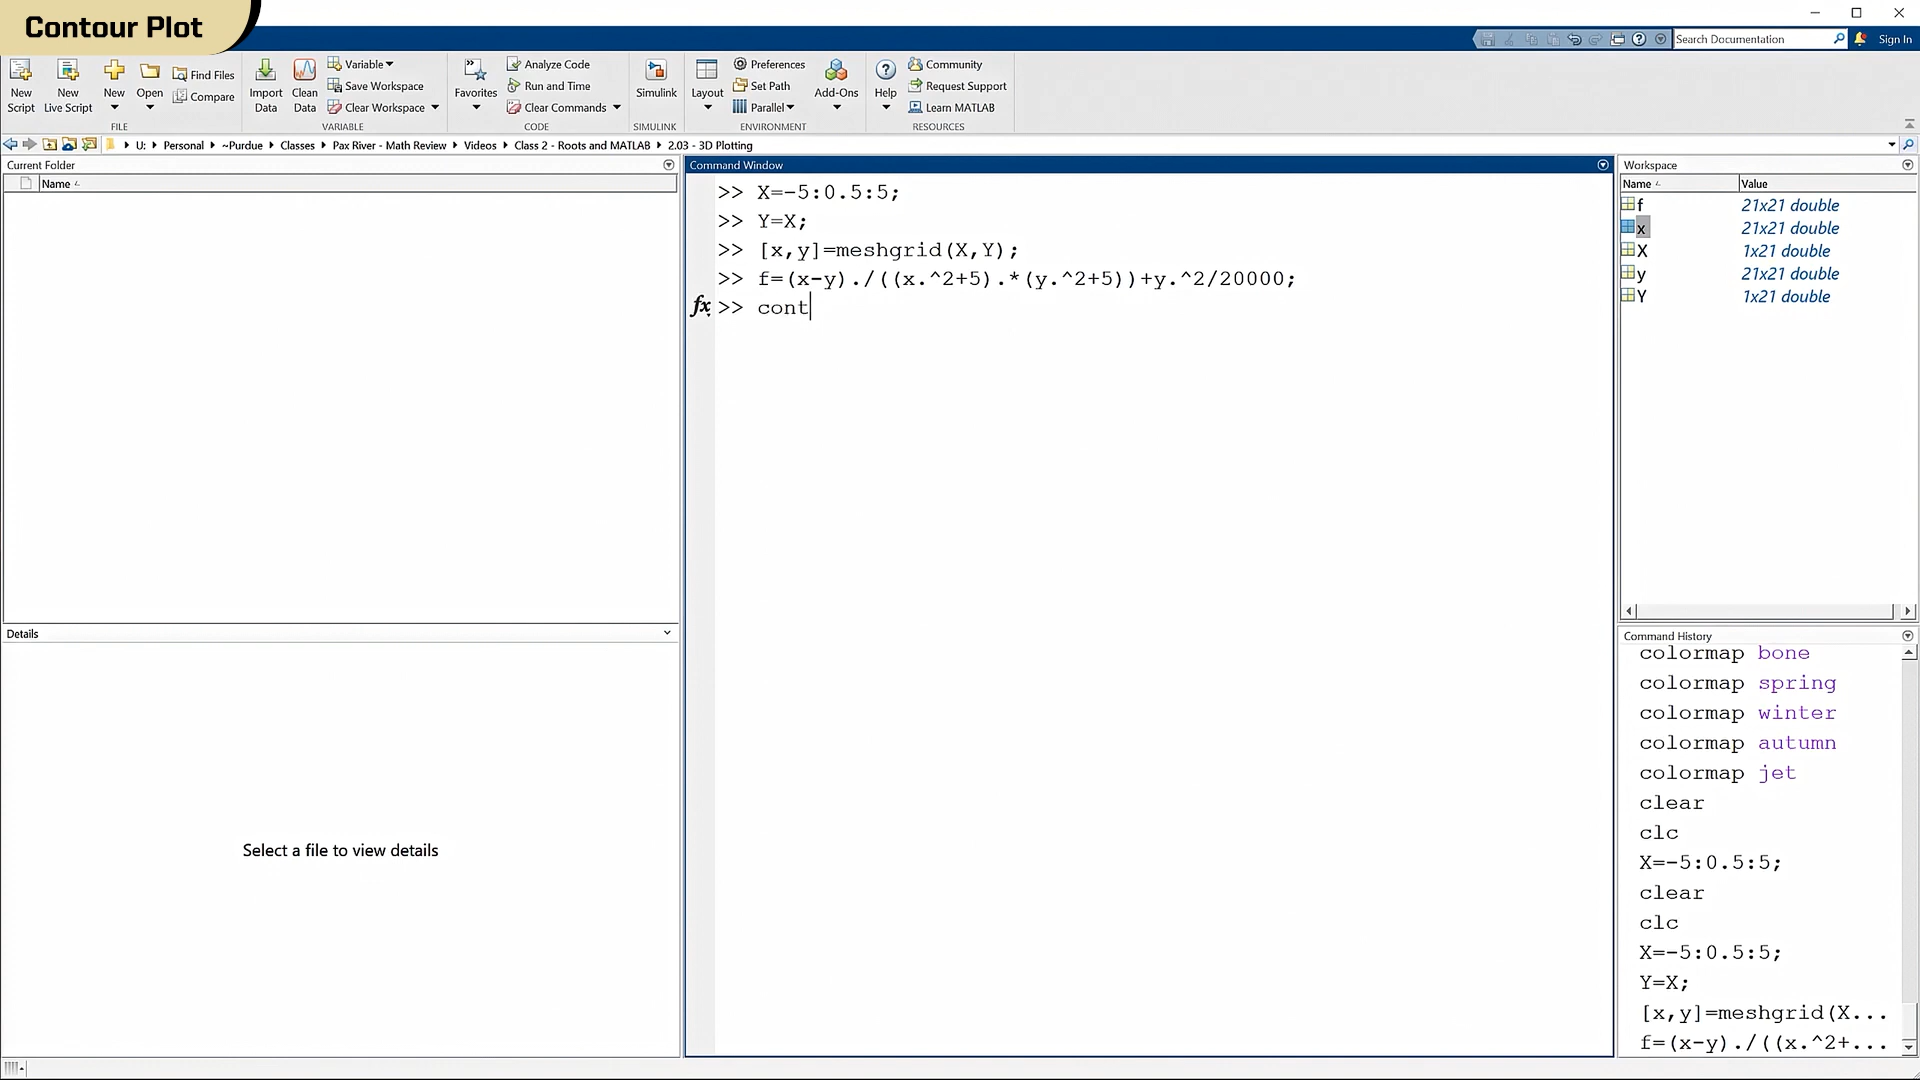 Contour Plot
Search Documentation
Sign In
New Script
New Live Script
New
Open
Find Files
Compare
Import Data
Clean Data
Variable
Save Workspace
Clear Workspace
Favorites
Analyze Code
Run and Time
Clear Commands
Simulink
Layout
Preferences
Set Path
Parallel
Add-Ons
Help
Community
Request Support
Learn MATLAB
FILE
VARIABLE
CODE
SIMULINK
ENVIRONMENT
RESOURCES
U: Personal ~Purdue Classes Pax River - Math Review Videos Class 2 - Roots and MATLAB 2.03 - 3D Plotting
Current Folder
Name
Details
Select a file to view details
Command Window
>> X=-5:0.5:5;
>> Y=X;
>> [x,y]=meshgrid(X,Y);
>> f=(x-y)./((x.^2+5).*(y.^2+5))+y.^2/20000;
fx >> cont
Workspace
Name Value
f 21x21 double
x 21x21 double
X 1x21 double
y 21x21 double
Y 1x21 double
Command History
colormap bone
colormap spring
colormap winter
colormap autumn
colormap jet
clear
clc
X=-5:0.5:5;
clear
clc
X=-5:0.5:5;
Y=X;
[x,y]=meshgrid(X...
f=(x-y)./((x.^2+...